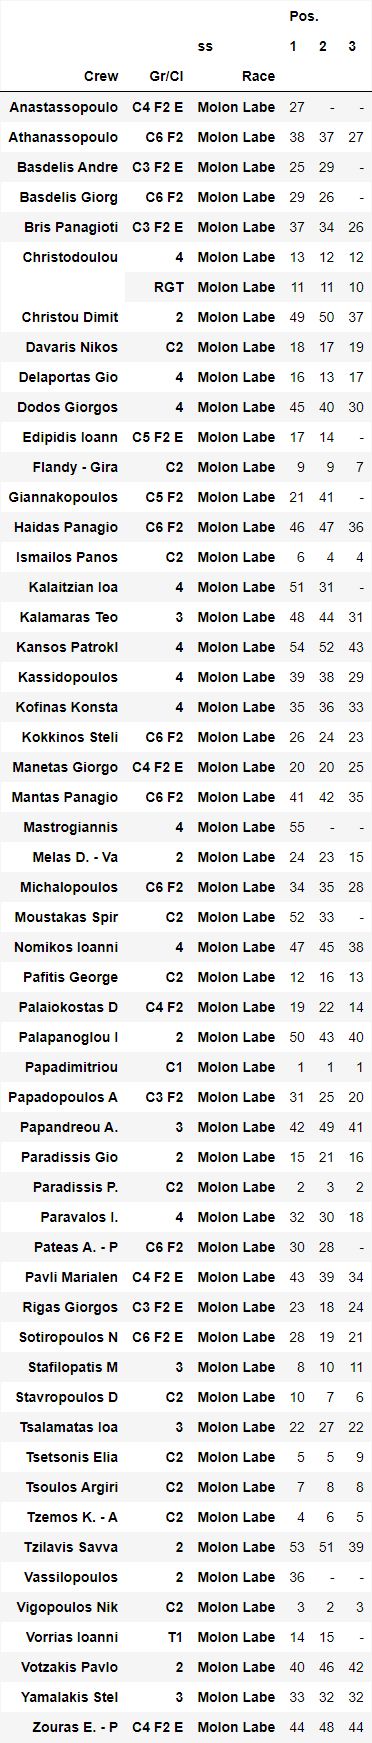 Pos.
ss 1 2 3
Crew Gr/Cl Race
Anastassopoulo C4 F2 E Molon Labe 27 - -
Athanassopoulo C6 F2 Molon Labe 38 37 27
Basdelis Andre C3 F2 E Molon Labe 25 29 -
Basdelis Giorg C6 F2 Molon Labe 29 26 -
Bris Panagioti C3 F2 E Molon Labe 37 34 26
Christodoulou 4 Molon Labe 13 12 12
RGT Molon Labe 11 11 10
Christou Dimit 2 Molon Labe 49 50 37
Davaris Nikos C2 Molon Labe 18 17 19
Delaportas Gio 4 Molon Labe 16 13 17
Dodos Giorgos 4 Molon Labe 45 40 30
Edipidis Ioann C5 F2 E Molon Labe 17 14 -
Flandy - Gira C2 Molon Labe 9 9 7
Giannakopoulos C5 F2 Molon Labe 21 41 -
Haidas Panagio C6 F2 Molon Labe 46 47 36
Ismailos Panos C2 Molon Labe 6 4 4
Kalaitzian Ioa 4 Molon Labe 51 31 -
Kalamaras Teo 3 Molon Labe 48 44 31
Kansos Patrokl 4 Molon Labe 54 52 43
Kassidopoulos 4 Molon Labe 39 38 29
Kofinas Konsta 4 Molon Labe 35 36 33
Kokkinos Steli C6 F2 Molon Labe 26 24 23
Manetas Giorgo C4 F2 E Molon Labe 20 20 25
Mantas Panagio C6 F2 Molon Labe 41 42 35
Mastrogiannis 4 Molon Labe 55 - -
Melas D. - Va 2 Molon Labe 24 23 15
Michalopoulos C6 F2 Molon Labe 34 35 28
Moustakas Spir C2 Molon Labe 52 33 -
Nomikos Ioanni 4 Molon Labe 47 45 38
Pafitis George C2 Molon Labe 12 16 13
Palaiokostas D C4 F2 Molon Labe 19 22 14
Palapanoglou I 2 Molon Labe 50 43 40
Papadimitriou C1 Molon Labe 1 1 1
Papadopoulos A C3 F2 Molon Labe 31 25 20
Papandreou A. 3 Molon Labe 42 49 41
Paradissis Gio 2 Molon Labe 15 21 16
Paradissis P. C2 Molon Labe 2 3 2
Paravalos I. 4 Molon Labe 32 30 18
Pateas A. - P C6 F2 Molon Labe 30 28 -
Pavli Marialen C4 F2 E Molon Labe 43 39 34
Rigas Giorgos C3 F2 E Molon Labe 23 18 24
Sotiropoulos N C6 F2 E Molon Labe 28 19 21
Stafilopatis M 3 Molon Labe 8 10 11
Stavropoulos D C2 Molon Labe 10 7 6
Tsalamatas Ioa 3 Molon Labe 22 27 22
Tsetsonis Elia C2 Molon Labe 5 5 9
Tsoulos Argiri C2 Molon Labe 7 8 8
Tzemos K. - A C2 Molon Labe 4 6 5
Tzilavis Savva 2 Molon Labe 53 51 39
Vassilopoulos 2 Molon Labe 36 - -
Vigopoulos Nik C2 Molon Labe 3 2 3
Vorrias Ioanni T1 Molon Labe 14 15 -
Votzakis Pavlo 2 Molon Labe 40 46 42
Yamalakis Stel 3 Molon Labe 33 32 32
Zouras E. - P C4 F2 E Molon Labe 44 48 44